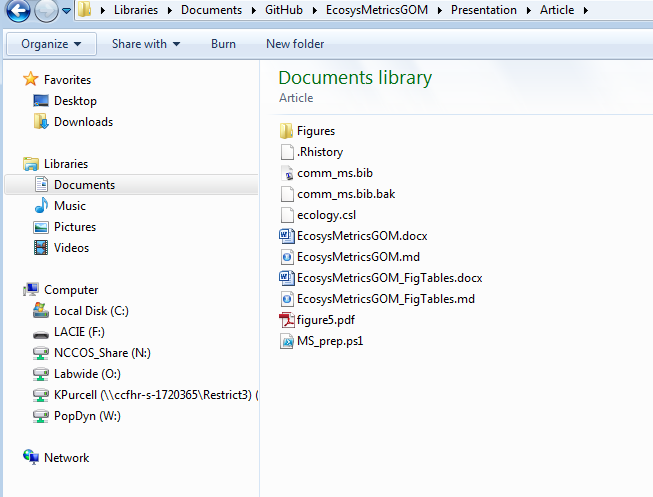 Libraries Documents GitHub EcosysMetricsGOM Presentation Article
Organize Share with Burn New folder
Favorites
Desktop
Downloads
Libraries
Documents
Music
Pictures
Videos
Computer
Local Disk (C:)
LACIE (F:)
NCCOS_Share (N:)
Labwide (O:)
KPurcell (\\ccfhr-s-1720365\Restrict3) (
PopDyn (W:)
Network
Documents library
Article
Figures
.Rhistory
comm_ms.bib
comm_ms.bib.bak
ecology.csl
EcosysMetricsGOM.docx
EcosysMetricsGOM.md
EcosysMetricsGOM_FigTables.docx
EcosysMetricsGOM_FigTables.md
figure5.pdf
MS_prep.ps1